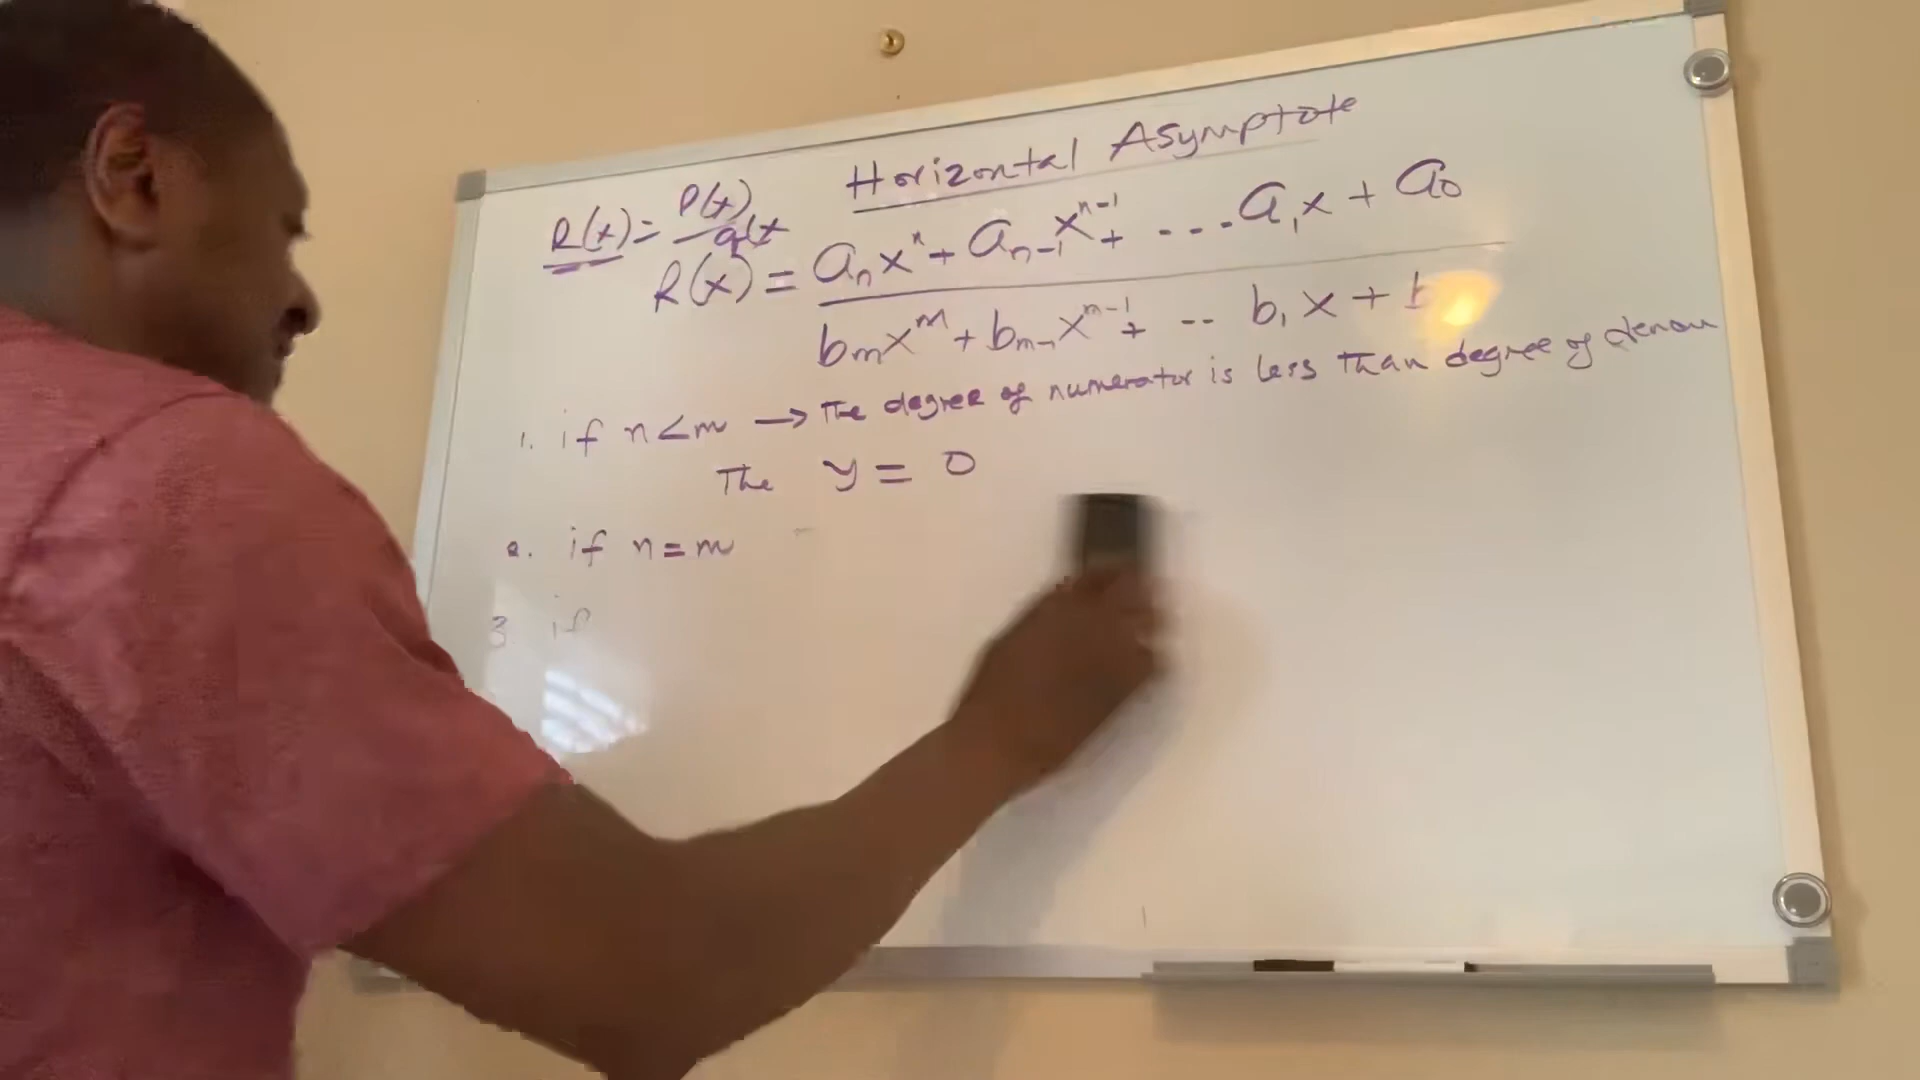 Horizontal Asymptote
R(x) = P(x)/q(x
R(x) = aₙxⁿ + aₙ₋₁xⁿ⁻¹ + ... a₁x + a₀
bₘxᵐ + bₘ₋₁xᵐ⁻¹ + -- b₁x + b
1. if n<m → The degree of numerator is less than degree of denom
The y = 0
2. if n=m
3 if